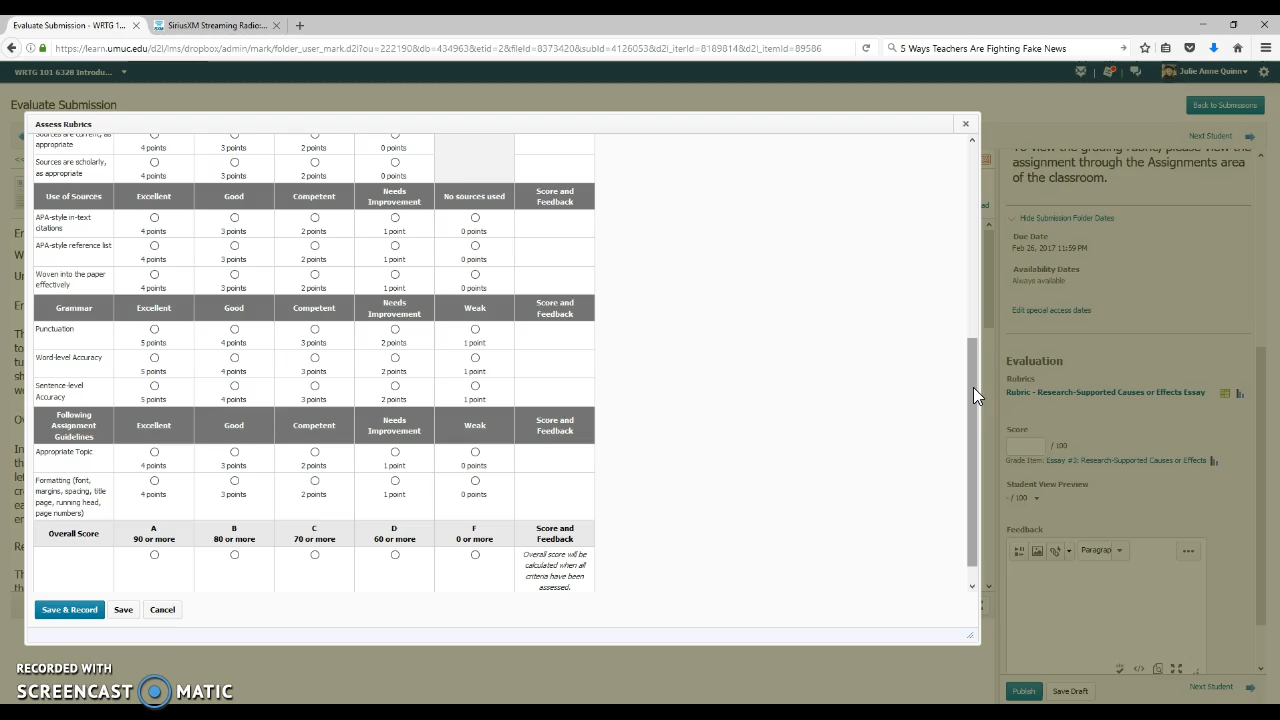 Evaluate Submission - WRTG 1... × SiriusXM Streaming Radio:... × +
https://learn.umuc.edu/d2l/lms/dropbox/admin/mark/folder_user_mark.d2l?ou=222190&db=434963&etid=2&fileId=8373420&subId=4126053&d2l_iterId=1389814&d2l_itemId=89586 5 Ways Teachers Are Fighting Fake News
WRTG 101 6328 Introdu... Julie Anne Quinn
Evaluate Submission Back to Submissions
Assess Rubrics
Next Student
To view the grading rubric, please view the
assignment through the Assignments area
of the classroom.
Sources are current, as
appropriate 4 points 3 points 2 points 0 points
Sources are scholarly,
as appropriate 4 points 3 points 2 points 0 points
Use of Sources Excellent Good Competent Needs Improvement No sources used Score and Feedback
APA-style in-text
citations 4 points 3 points 2 points 1 point 0 points
APA-style reference list
4 points 3 points 2 points 1 point 0 points
Woven into the paper
effectively 4 points 3 points 2 points 1 point 0 points
Grammar Excellent Good Competent Needs Improvement Weak Score and Feedback
Punctuation
5 points 4 points 3 points 2 points 1 point
Word-level Accuracy
5 points 4 points 3 points 2 points 1 point
Sentence-level
Accuracy 5 points 4 points 3 points 2 points 1 point
Following
Assignment
Guidelines Excellent Good Competent Needs Improvement Weak Score and Feedback
Appropriate Topic
4 points 3 points 2 points 1 point 0 points
Formatting (font,
margins, spacing, title
page, running head,
page numbers) 4 points 3 points 2 points 1 point 0 points
Overall Score A 90 or more B 80 or more C 70 or more D 60 or more F 0 or more Score and Feedback
Overall score will be
calculated when all
criteria have been
assessed.
Save & Record Save Cancel
Hide Submission Folder Dates
Due Date
Feb 26, 2017 11:59 PM
Availability Dates
Always available
Edit special access dates
Evaluation
Rubrics
Rubric - Research-Supported Causes or Effects Essay
Score
/ 100
Grade Item: Essay #3: Research-Supported Causes or Effects
Student View Preview
- / 100
Feedback
Paragrap
Publish Save Draft Next Student
RECORDED WITH
SCREENCAST MATIC